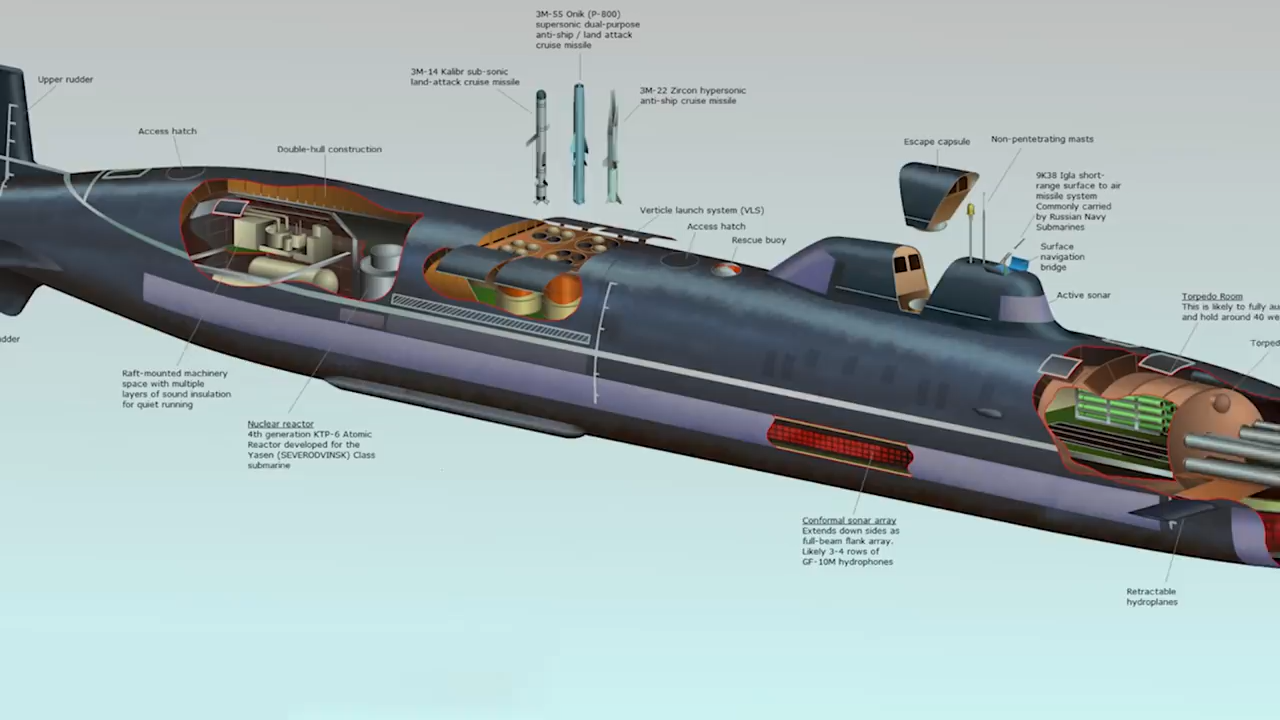 3M-55 Onik (P-800)
supersonic dual-purpose
anti-ship / land attack
cruise missile
3M-14 Kalibr sub-sonic
land-attack cruise missile
3M-22 Zircon hypersonic
anti-ship cruise missile
Upper rudder
Access hatch
Double-hull construction
Escape capsule
Non-pentetrating masts
9K38 Igla short-
range surface to air
missile system
Commonly carried
by Russian Navy
Submarines
Verticle launch system (VLS)
Access hatch
Rescue buoy
Surface
navigation
bridge
Active sonar
Torpedo Room
This is likely to fully au
and hold around 40 we
Torped
dder
Raft-mounted machinery
space with multiple
layers of sound insulation
for quiet running
Nuclear reactor
4th generation KTP-6 Atomic
Reactor developed for the
Yasen (SEVERODVINSK) Class
submarine
Conformal sonar array
Extends down sides as
full-beam flank array.
Likely 3-4 rows of
GF-10M hydrophones
Retractable
hydroplanes